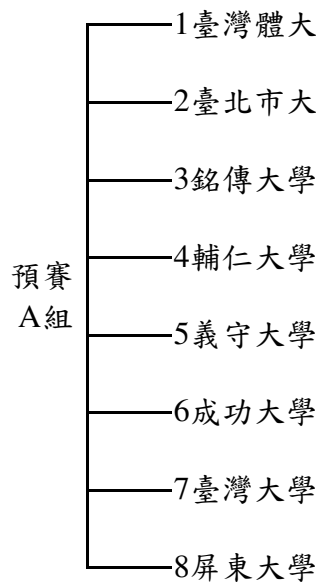 1臺灣體大
2臺北市大
3銘傳大學
4輔仁大學
預賽
A組
5義守大學
6成功大學
7臺灣大學
8屏東大學